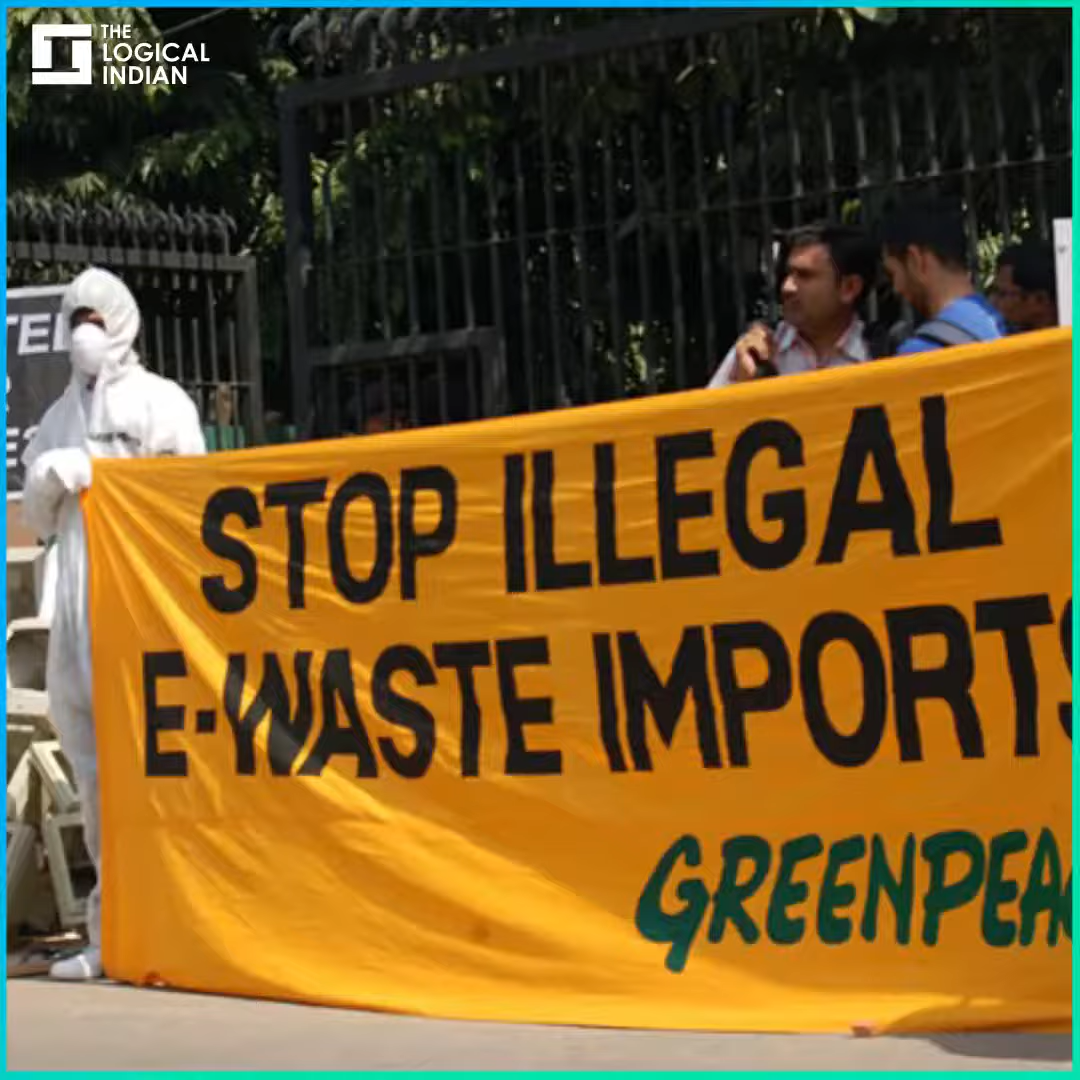 THE
LOGICAL
INDIAN
STOP ILLEGAL
E-WASTE IMPORTS
GREENPEA